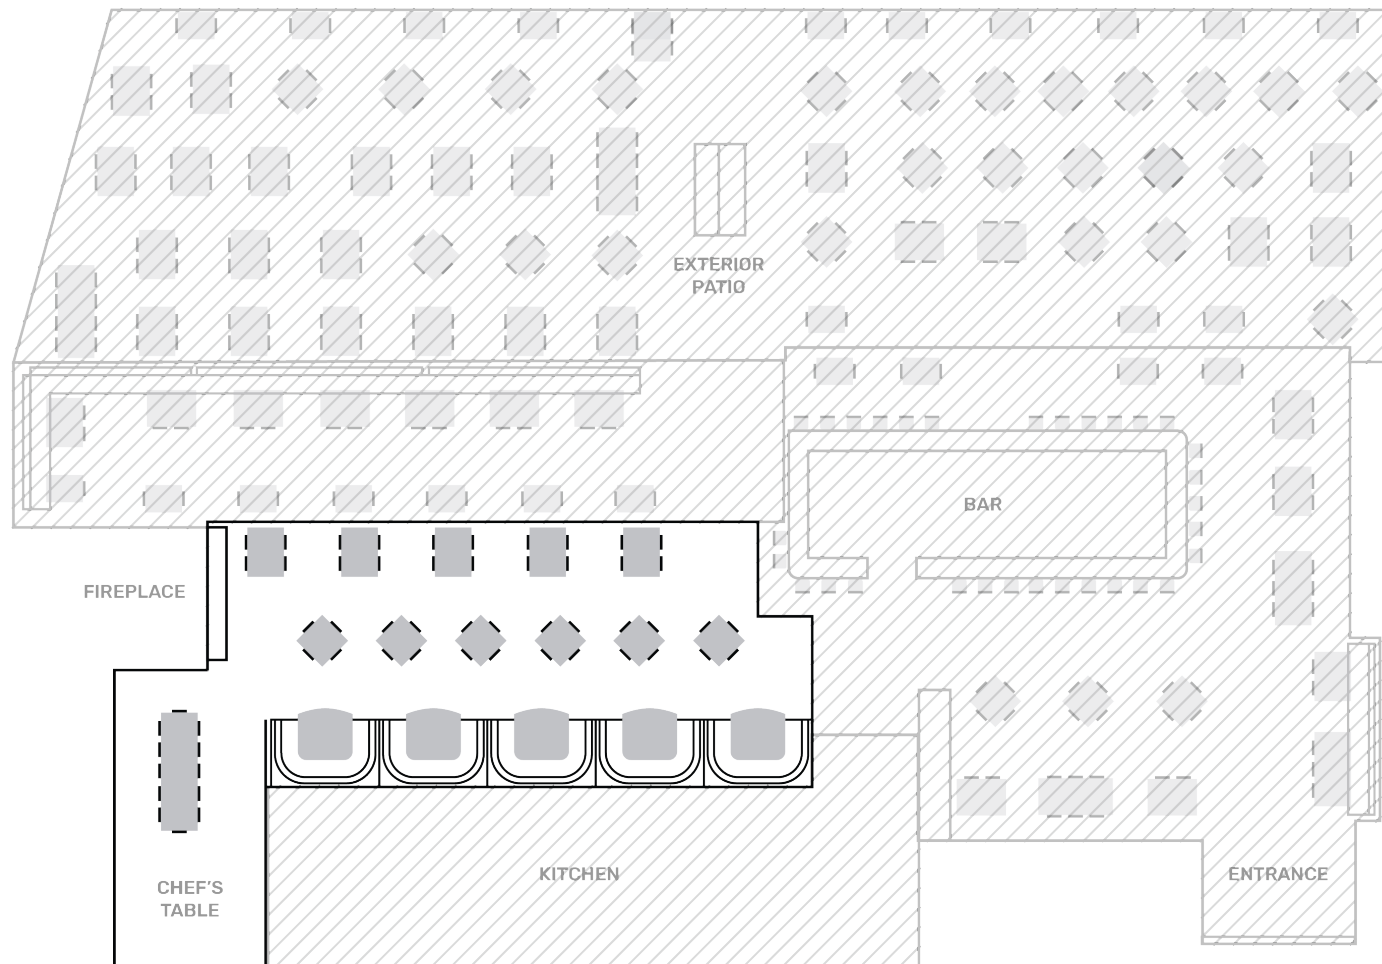 EXTERIOR
PATIO
BAR
FIREPLACE
KITCHEN
ENTRANCE
CHEF'S
TABLE